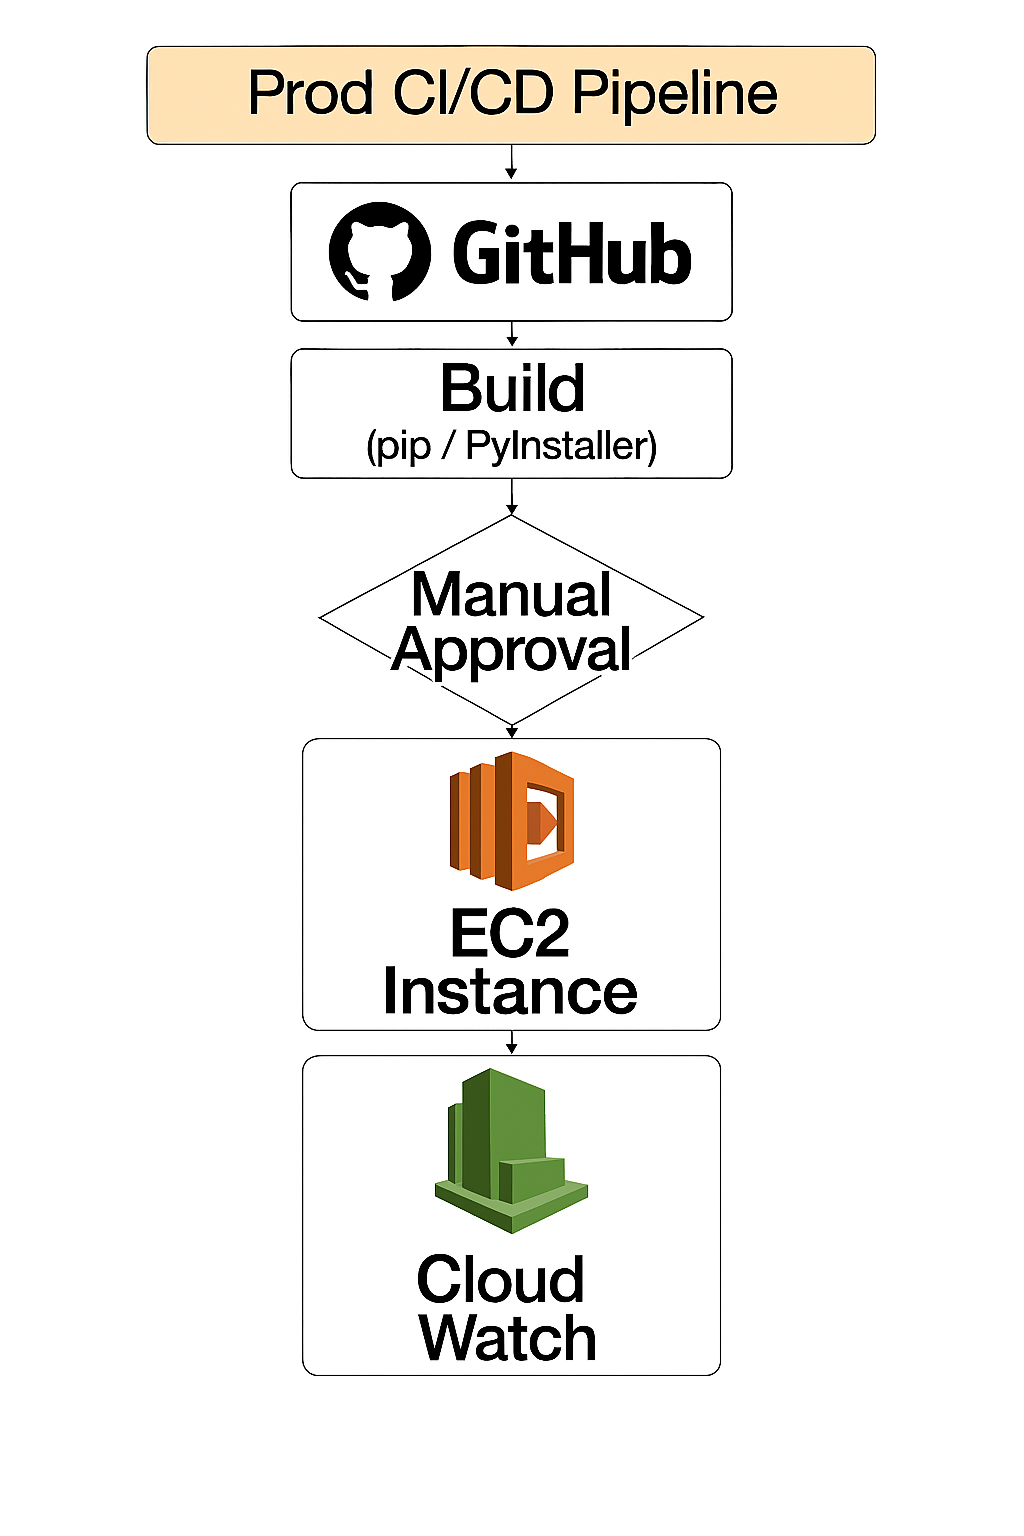 Prod CI/CD Pipeline
GitHub
Build
(pip / PyInstaller)
Manual
Approval
EC2
Instance
Cloud
Watch